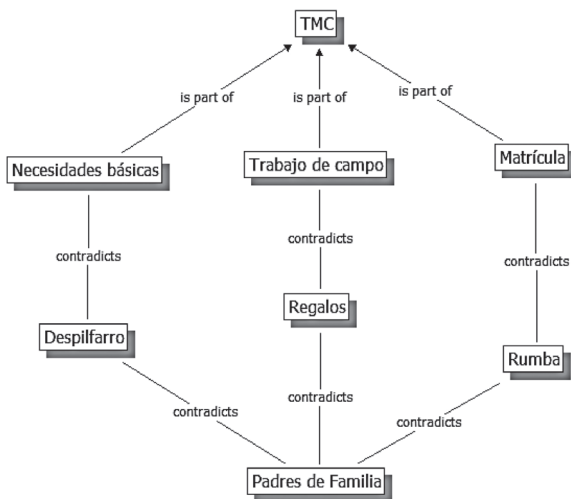 TMC
is part of
is part of
is part of
Necesidades básicas
Trabajo de campo
Matrícula
contradicts
contradicts
contradicts
Despilfarro
Regalos
Rumba
contradicts
contradicts
contradicts
Padres de Familia